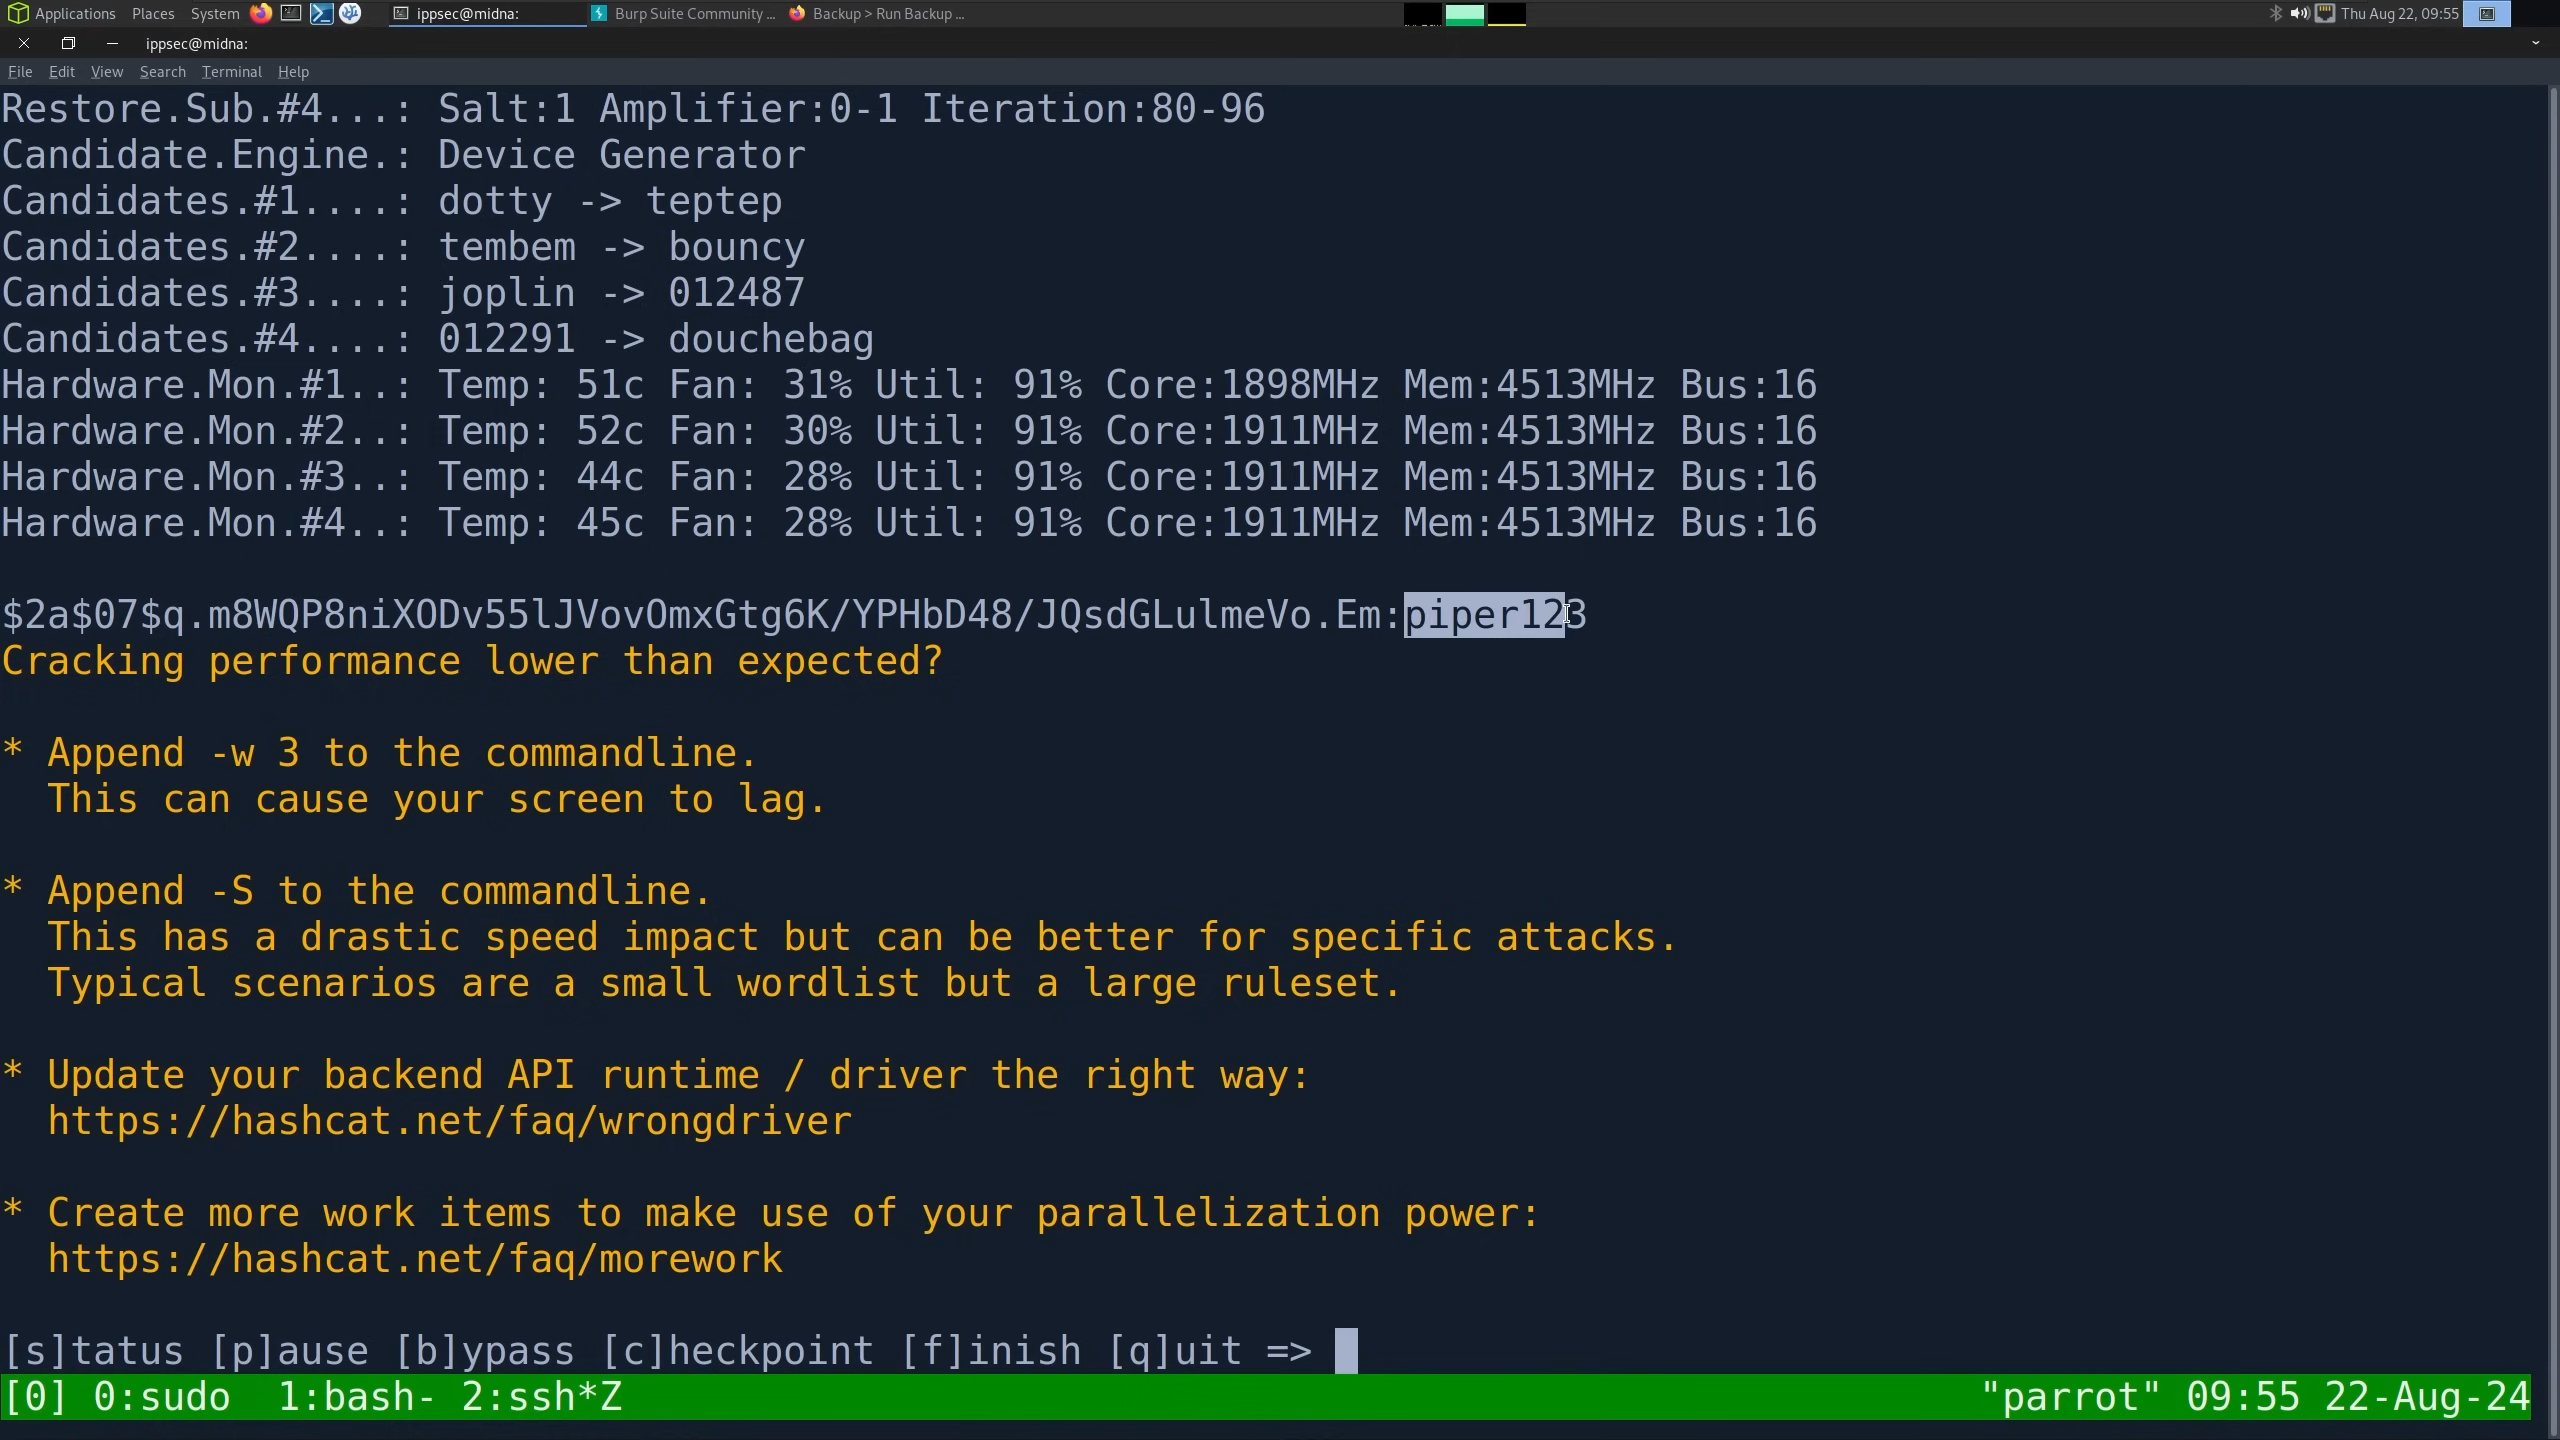 Applications Places System ippsec@midna: Burp Suite Community ... Backup > Run Backup ... Thu Aug 22, 09:55
ippsec@midna:
File Edit View Search Terminal Help
Restore.Sub.#4...: Salt:1 Amplifier:0-1 Iteration:80-96
Candidate.Engine.: Device Generator
Candidates.#1....: dotty -> teptep
Candidates.#2....: tembem -> bouncy
Candidates.#3....: joplin -> 012487
Candidates.#4....: 012291 -> douchebag
Hardware.Mon.#1..: Temp: 51c Fan: 31% Util: 91% Core:1898MHz Mem:4513MHz Bus:16
Hardware.Mon.#2..: Temp: 52c Fan: 30% Util: 91% Core:1911MHz Mem:4513MHz Bus:16
Hardware.Mon.#3..: Temp: 44c Fan: 28% Util: 91% Core:1911MHz Mem:4513MHz Bus:16
Hardware.Mon.#4..: Temp: 45c Fan: 28% Util: 91% Core:1911MHz Mem:4513MHz Bus:16
$2a$07$q.m8WQP8niXODv55lJVovOmxGtg6K/YPHbD48/JQsdGLulmeVo.Em:piper123
Cracking performance lower than expected?
* Append -w 3 to the commandline.
This can cause your screen to lag.
* Append -S to the commandline.
This has a drastic speed impact but can be better for specific attacks.
Typical scenarios are a small wordlist but a large ruleset.
* Update your backend API runtime / driver the right way:
https://hashcat.net/faq/wrongdriver
* Create more work items to make use of your parallelization power:
https://hashcat.net/faq/morework
[s]tatus [p]ause [b]ypass [c]heckpoint [f]inish [q]uit =>
[0] 0:sudo 1:bash- 2:ssh*Z "parrot" 09:55 22-Aug-24